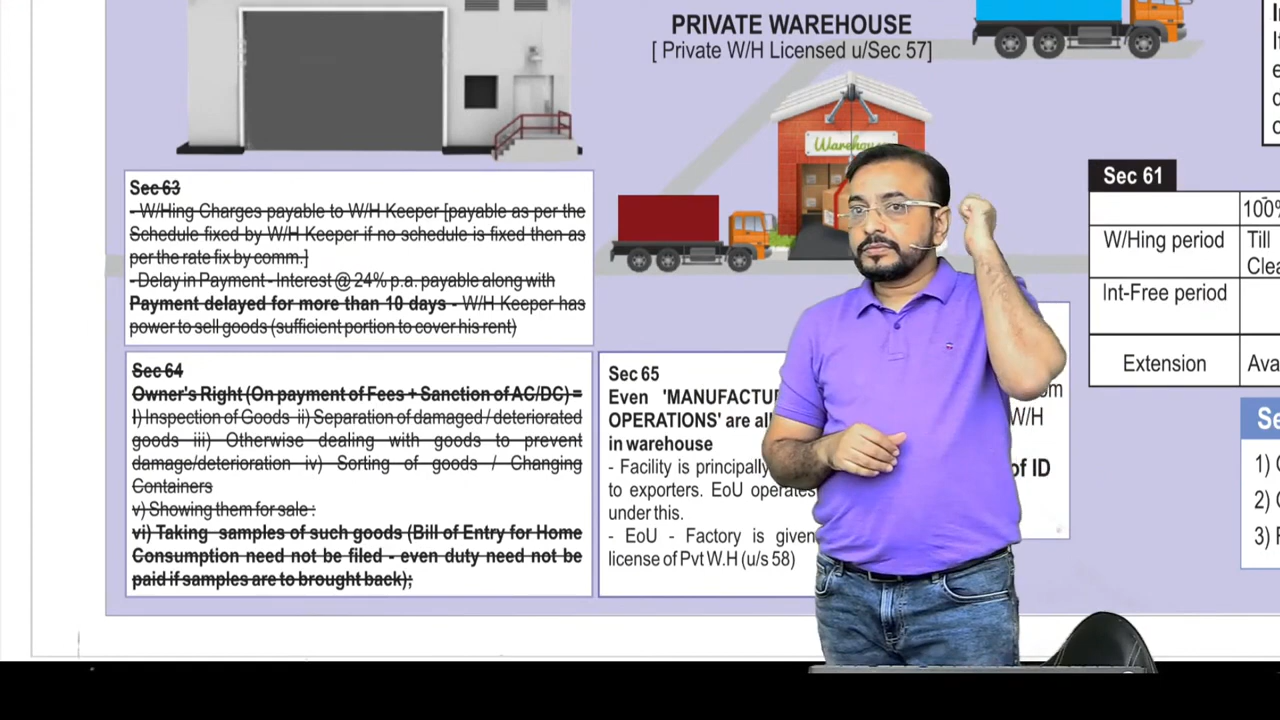 PRIVATE WAREHOUSE
[ Private W/H Licensed u/Sec 57]
Warehou
Sec 63
- W/Hing Charges payable to W/H Keeper [payable as per the
Schedule fixed by W/H Keeper if no schedule is fixed then as
per the rate fix by comm.]
- Delay in Payment - Interest @ 24% p.a. payable along with
Payment delayed for more than 10 days - W/H Keeper has
power to sell goods (sufficient portion to cover his rent)
Sec 64
Owner's Right (On payment of Fees + Sanction of AC/DC) =
I) Inspection of Goods ii) Separation of damaged / deteriorated
goods iii) Otherwise dealing with goods to prevent
damage/deterioration iv) Sorting of goods / Changing
Containers
v) Showing them for sale :
vi) Taking samples of such goods (Bill of Entry for Home
Consumption need not be filed - even duty need not be
paid if samples are to brought back);
Sec 65
Even 'MANUFACTU
OPERATIONS' are all
in warehouse
- Facility is principally
to exporters. EoU operates
under this.
- EoU - Factory is given
license of Pvt W.H (u/s 58)
om
W/H
of ID
Sec 61
100%
W/Hing period Till
Clea
Int-Free period
Extension Ava
Se
1)
2)
3)